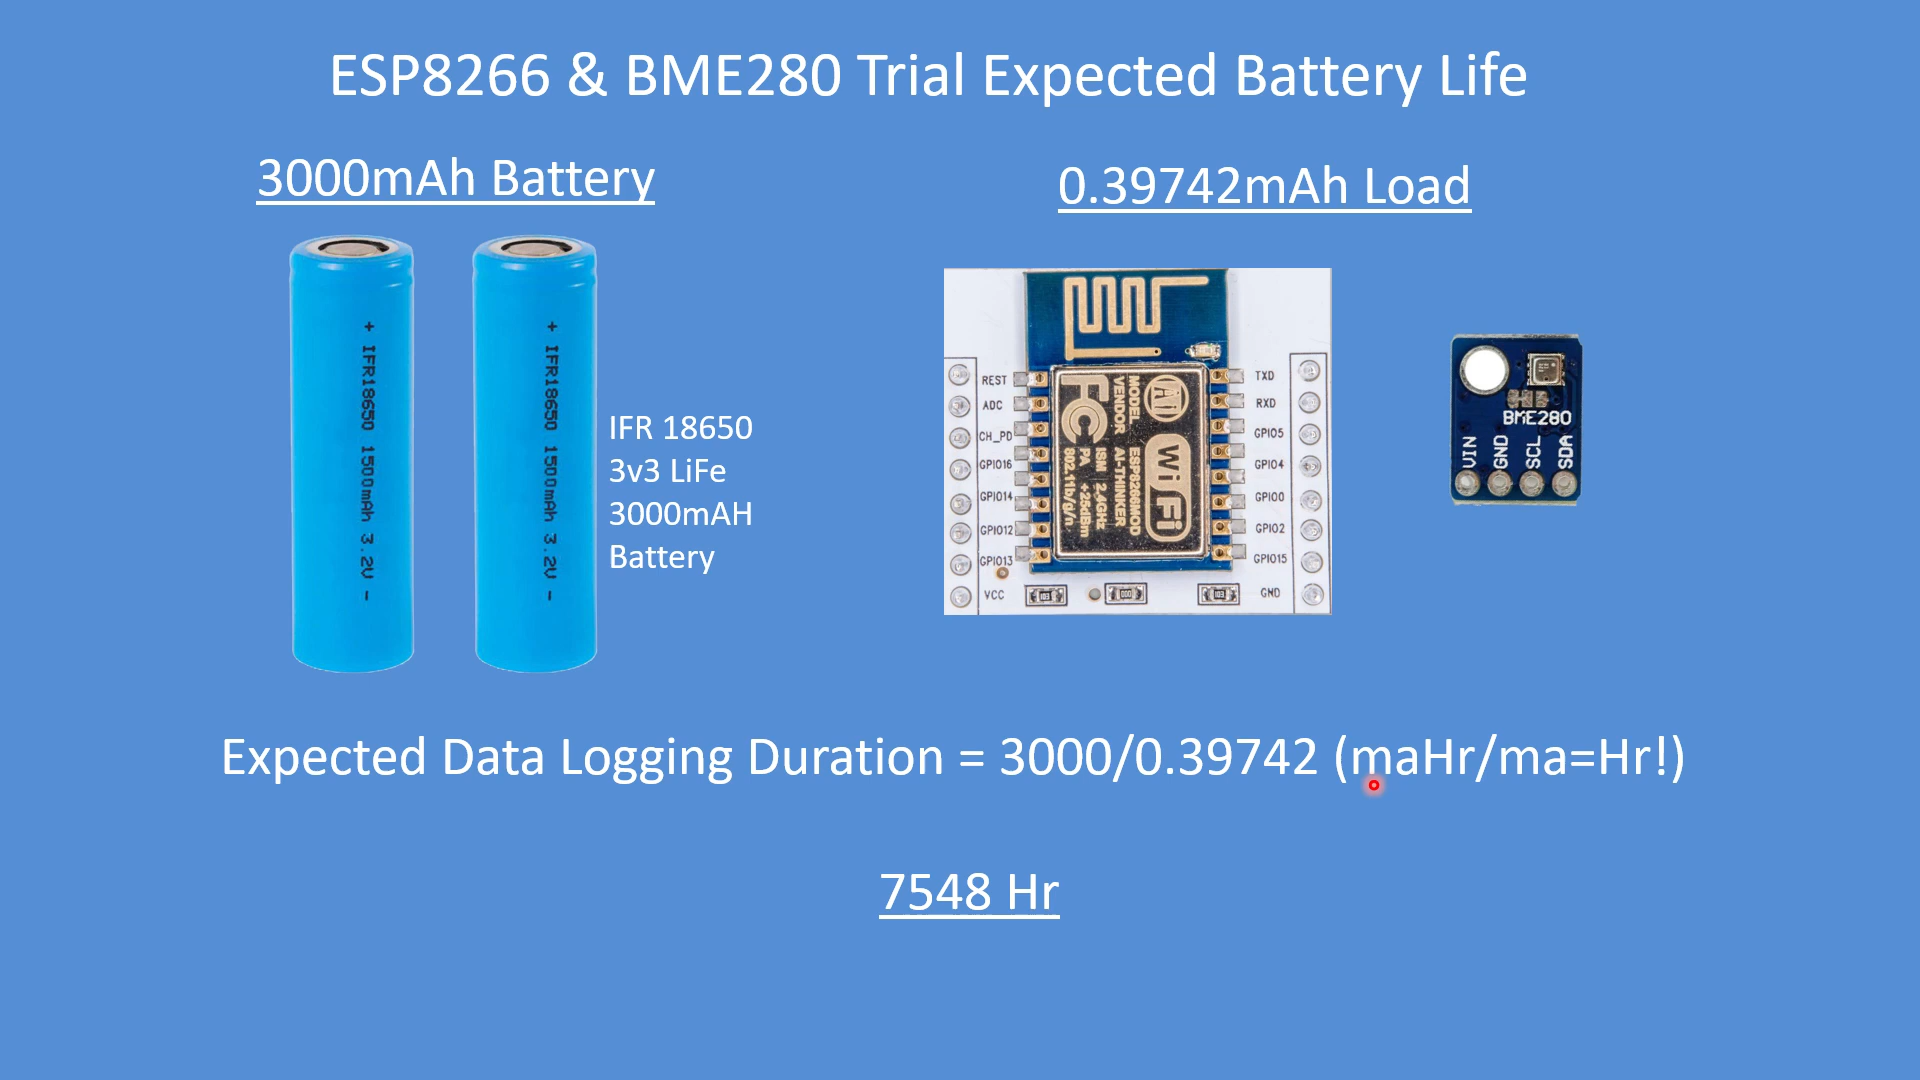 ESP8266 & BME280 Trial Expected Battery Life
3000mAh Battery
0.39742mAh Load
+ IFR18650 1500mAh 3.2V -
+ IFR18650 1500mAh 3.2V -
IFR 18650
3v3 LiFe
3000mAH
Battery
REST
ADC
CH_PD
GPIO16
GPIO14
GPIO12
GPIO13
VCC
MODEL ESP8266MOD
VENDOR AI-THINKER
ISM 2.4GHz
PA +25dBm
802.11b/g/n
FC
Ai
WiFi
TXD
RXD
GPIO5
GPIO4
GPIO0
GPIO2
GPIO15
GND
000
BME280
VIN
GND
SCL
SDA
Expected Data Logging Duration = 3000/0.39742 (maHr/ma=Hr!)
7548 Hr